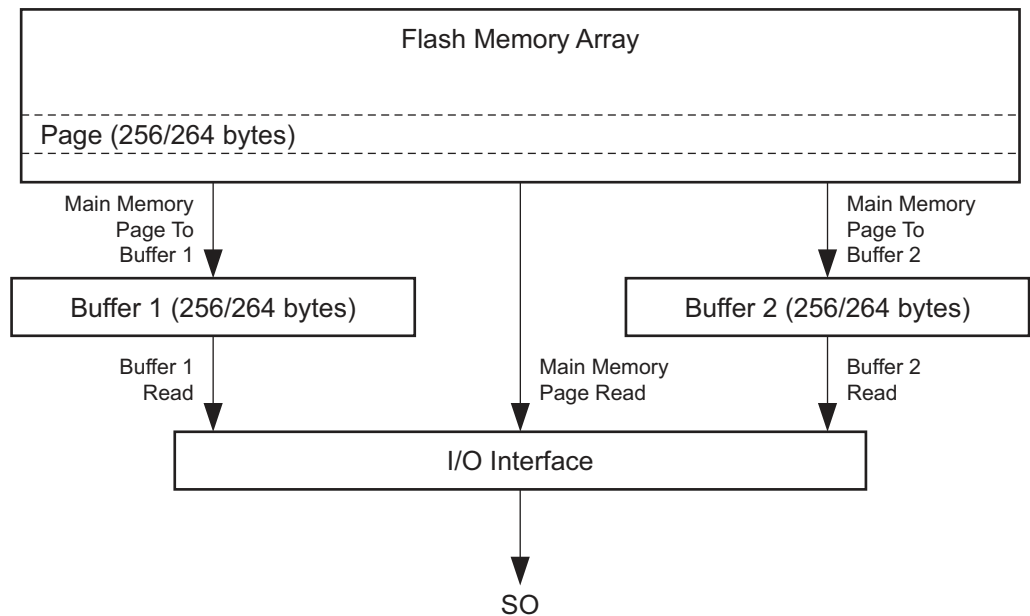 Flash Memory Array
Page (256/264 bytes)
Main Memory
Page To
Buffer 1
Main Memory
Page To
Buffer 2
Buffer 1 (256/264 bytes)
Buffer 2 (256/264 bytes)
Buffer 1
Read
Main Memory
Page Read
Buffer 2
Read
I/O Interface
SO